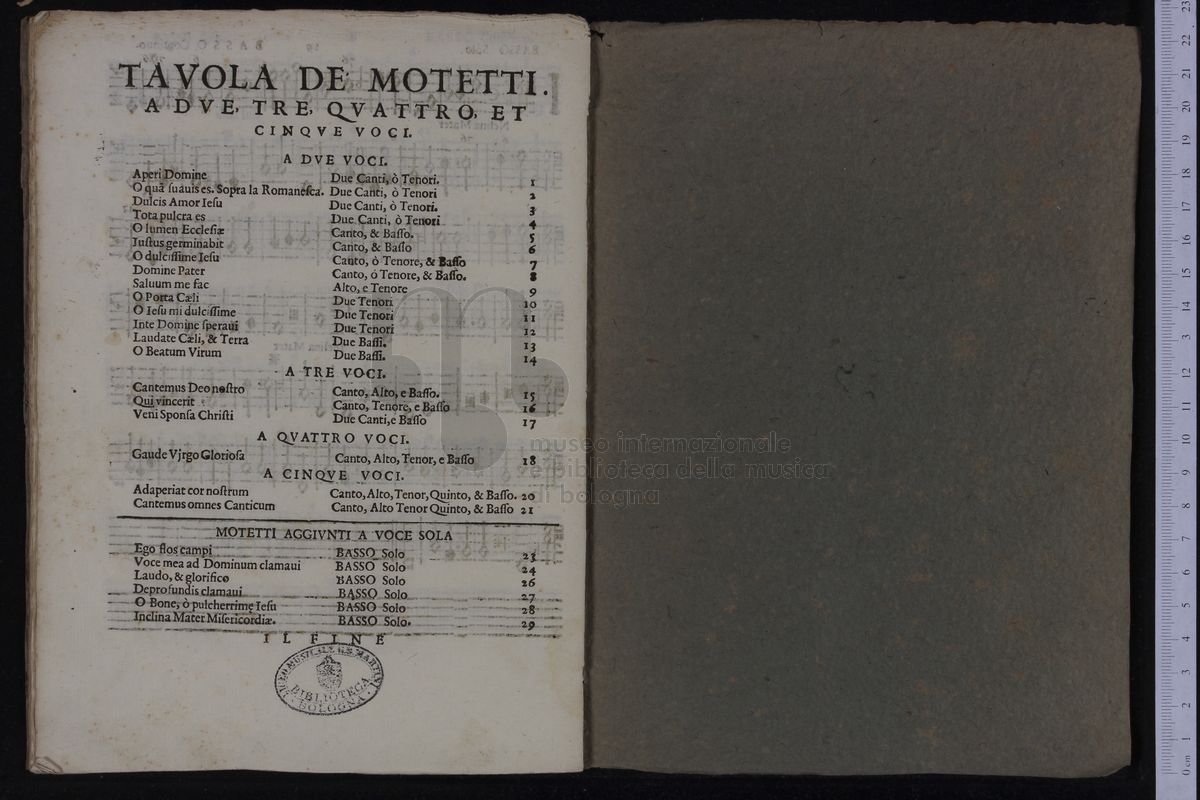 TAVOLA DE' MOTETTI.
A DVE, TRE, QVATTRO, ET
CINQVE VOCI.
A DVE VOCI.
Aperi Domine Due Canti, ò Tenori. 1
O quã ſuauis es. Sopra la Romaneſca. Due Canti, ò Tenori 2
Dulcis Amor Ieſu Due Canti, ò Tenori. 3
Tota pulcra es Due Canti, ò Tenori 4
O lumen Eccleſiæ Canto, & Baſſo. 5
Iuſtus germinabit Canto, & Baſſo 6
O dulciſſime Ieſu Canto, ò Tenore, & Baſſo 7
Domine Pater Canto, ó Tenore, & Baſſo. 8
Saluum me fac Alto, e Tenore 9
O Porta Cæli Due Tenori 10
O Ieſu mi dulciſſime Due Tenori 11
Inte Domine ſperaui Due Tenori 12
Laudate Cæli, & Terra Due Baſſi. 13
O Beatum Virum Due Baſſi. 14
A TRE VOCI.
Cantemus Deo noſtro Canto, Alto, e Baſſo. 15
Qui vincerit Canto, Tenore, e Baſſo 16
Veni Sponſa Chriſti Due Canti, e Baſſo 17
A QVATTRO VOCI.
Gaude Virgo Glorioſa Canto, Alto, Tenor, e Baſſo 18
A CINQVE VOCI.
Adaperiat cor noſtrum Canto, Alto, Tenor, Quinto, & Baſſo. 20
Cantemus omnes Canticum Canto, Alto Tenor Quinto, & Baſſo 21
MOTETTI AGGIVNTI A VOCE SOLA
Ego flos campi BASSO Solo 23
Voce mea ad Dominum clamaui BASSO Solo 24
Laudo, & glorifico BASSO Solo 26
Deprofundis clamaui BASSO Solo 27
O Bone, ò pulcherrime Ieſu BASSO Solo 28
Inclina Mater Miſericordiæ. BASSO Solo. 29
IL FINE
BIBLIOTECA
BOLOGNA
museo internazionale
e biblioteca della musica
di bologna